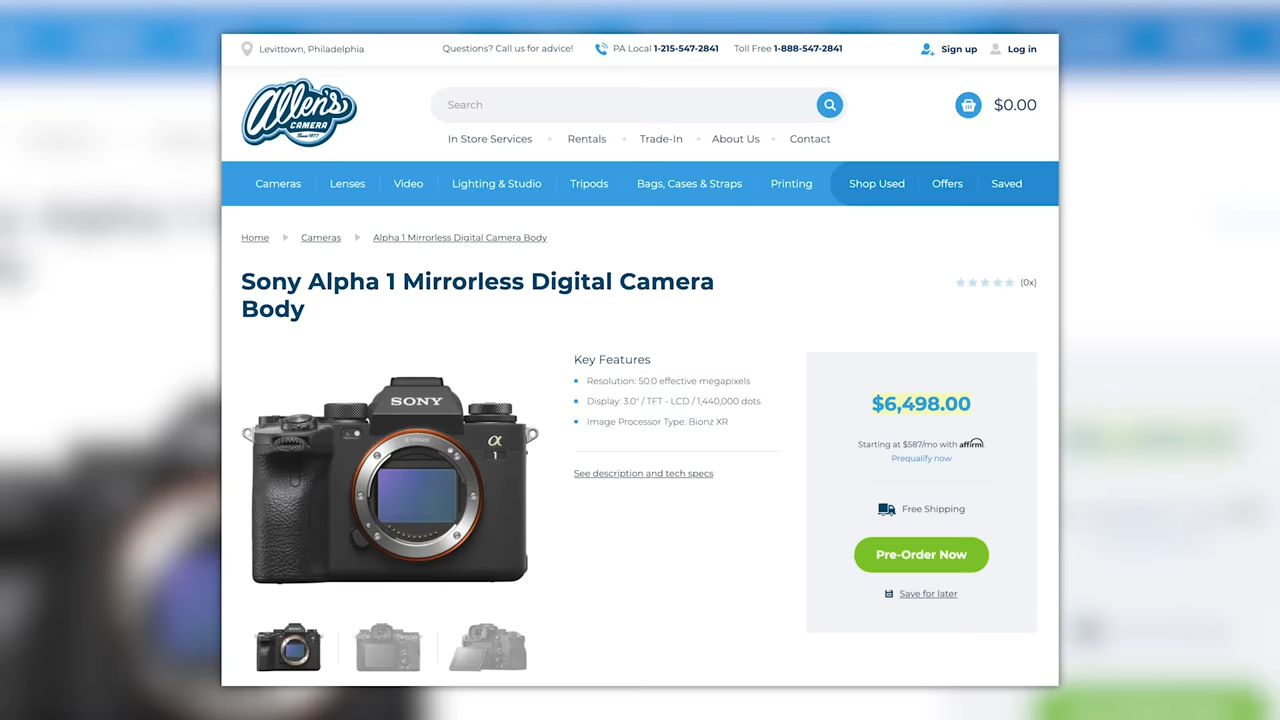 Levittown, Philadelphia
Questions? Call us for advice!
PA Local 1-215-547-2841
Toll Free 1-888-547-2841
Sign up
Log in
Allen's
CAMERA
Since 1977
Search
$0.00
In Store Services
Rentals
Trade-In
About Us
Contact
Cameras
Lenses
Video
Lighting & Studio
Tripods
Bags, Cases & Straps
Printing
Shop Used
Offers
Saved
Home
Cameras
Alpha 1 Mirrorless Digital Camera Body
Sony Alpha 1 Mirrorless Digital Camera
Body
(0x)
SONY
E-mount
α
1
Key Features
Resolution: 50.0 effective megapixels
Display: 3.0" / TFT - LCD / 1,440,000 dots
Image Processor Type: Bionz XR
See description and tech specs
$6,498.00
Starting at $587/mo with affirm
Prequalify now
Free Shipping
Pre-Order Now
Save for later